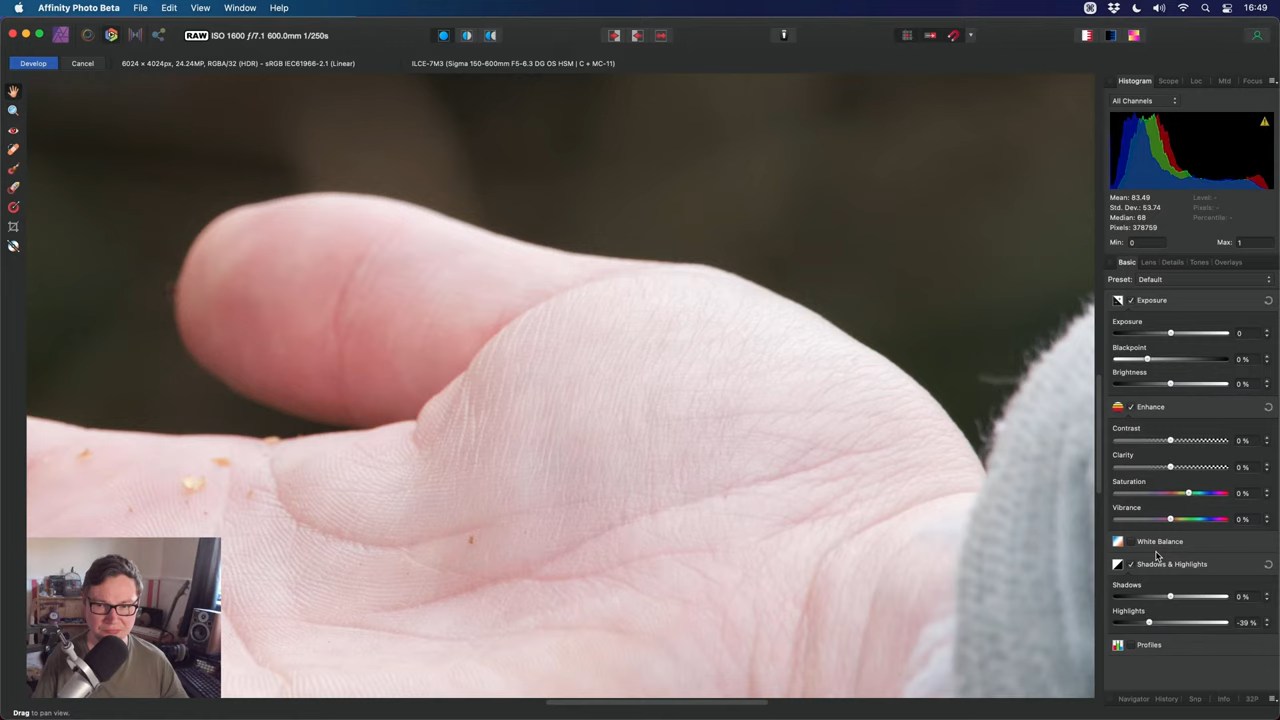 Affinity Photo Beta File Edit View Window Help 16:49
RAW ISO 1600 ƒ/7.1 600.0mm 1/250s
Develop Cancel 6024 × 4024px, 24.24MP, RGBA/32 (HDR) - sRGB IEC61966-2.1 (Linear) ILCE-7M3 (Sigma 150-600mm F5-6.3 DG OS HSM | C + MC-11)
Histogram Scope Loc Mtd Focus
All Channels
Mean: 83.49 Level: -
Std. Dev.: 53.74 Pixels: -
Median: 68 Percentile: -
Pixels: 378759
Min: 0 Max: 1
Basic Lens Details Tones Overlays
Preset: Default
Exposure
Exposure
0
Blackpoint
0 %
Brightness
0 %
Enhance
Contrast
0 %
Clarity
0 %
Saturation
0 %
Vibrance
0 %
White Balance
Shadows & Highlights
Shadows
0 %
Highlights
-39 %
Profiles
Navigator History Snp Info 32P
Drag to pan view.